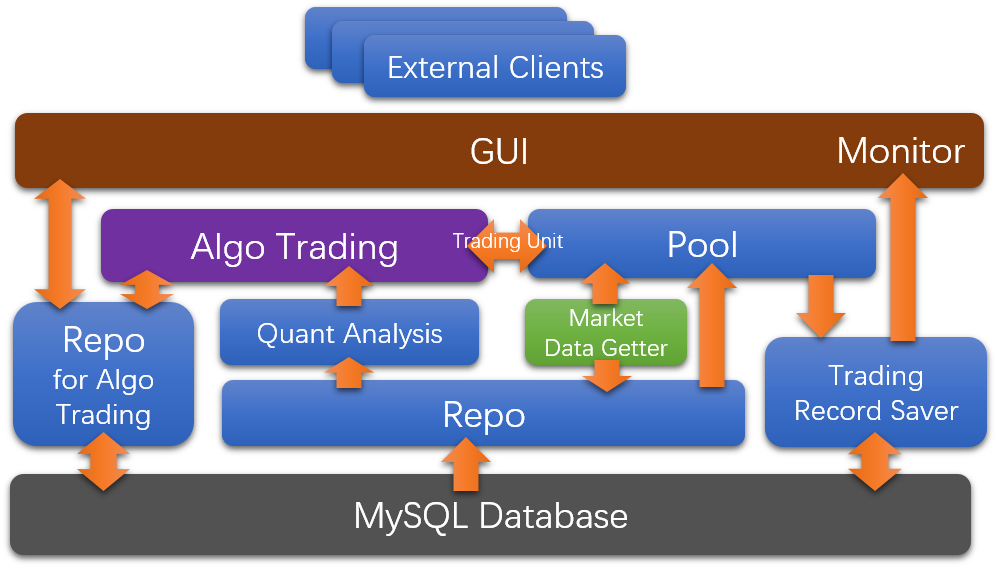 External Clients
GUI
Monitor
Algo Trading
Trading Unit
Pool
Repo
for Algo
Trading
Quant Analysis
Market
Data Getter
Trading
Record Saver
Repo
MySQL Database